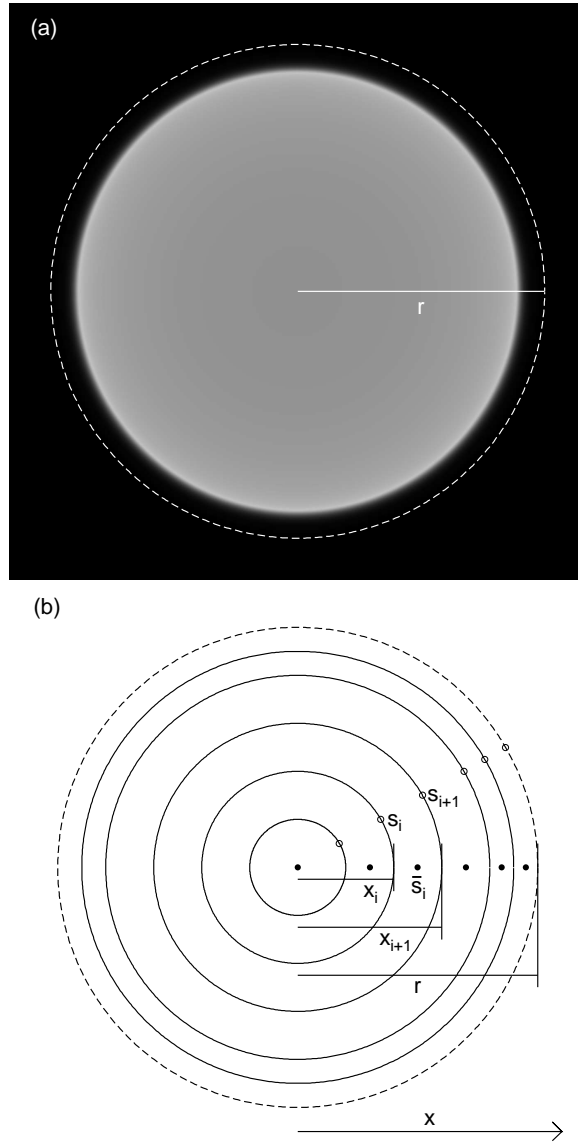 (a)
r
(b)
s_{i+1}
s_i
x_i
s̄_i
x_{i+1}
r
x